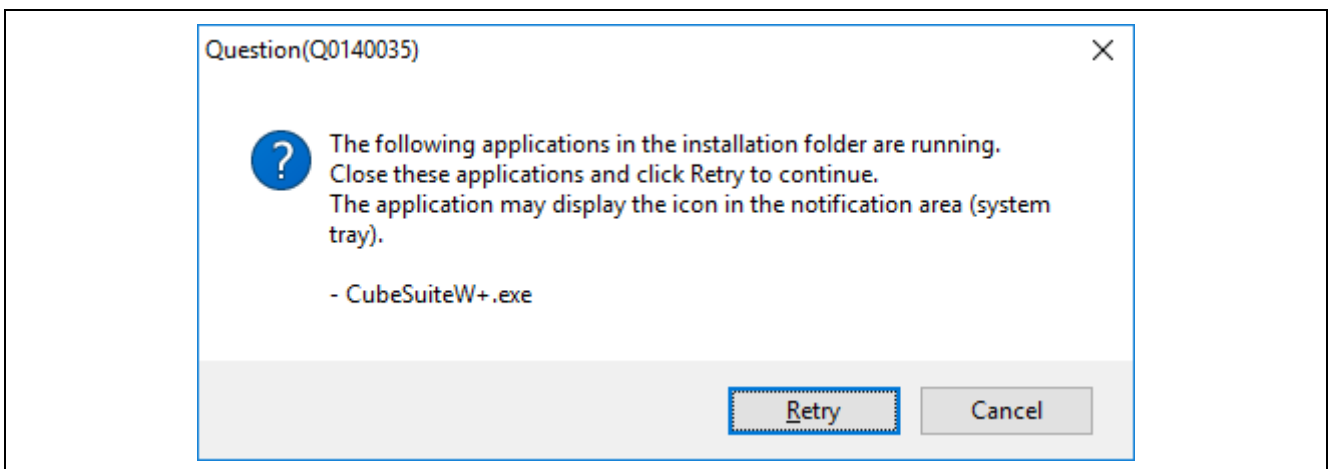 Question(Q0140035)
The following applications in the installation folder are running.
Close these applications and click Retry to continue.
The application may display the icon in the notification area (system
tray).
- CubeSuiteW+.exe
Retry
Cancel